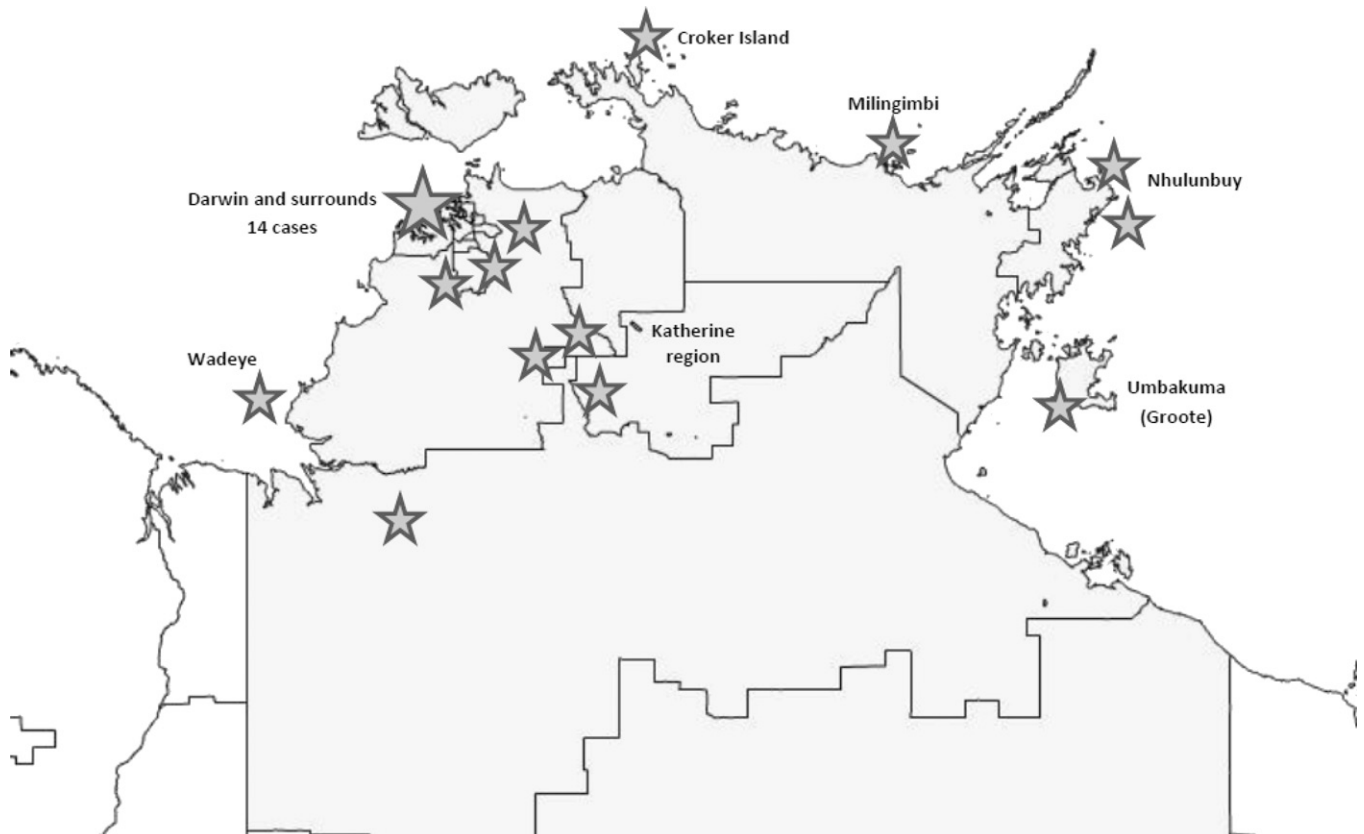 Croker Island
Milingimbi
Nhulunbuy
Darwin and surrounds
14 cases
Katherine
region
Wadeye
Umbakuma
(Groote)